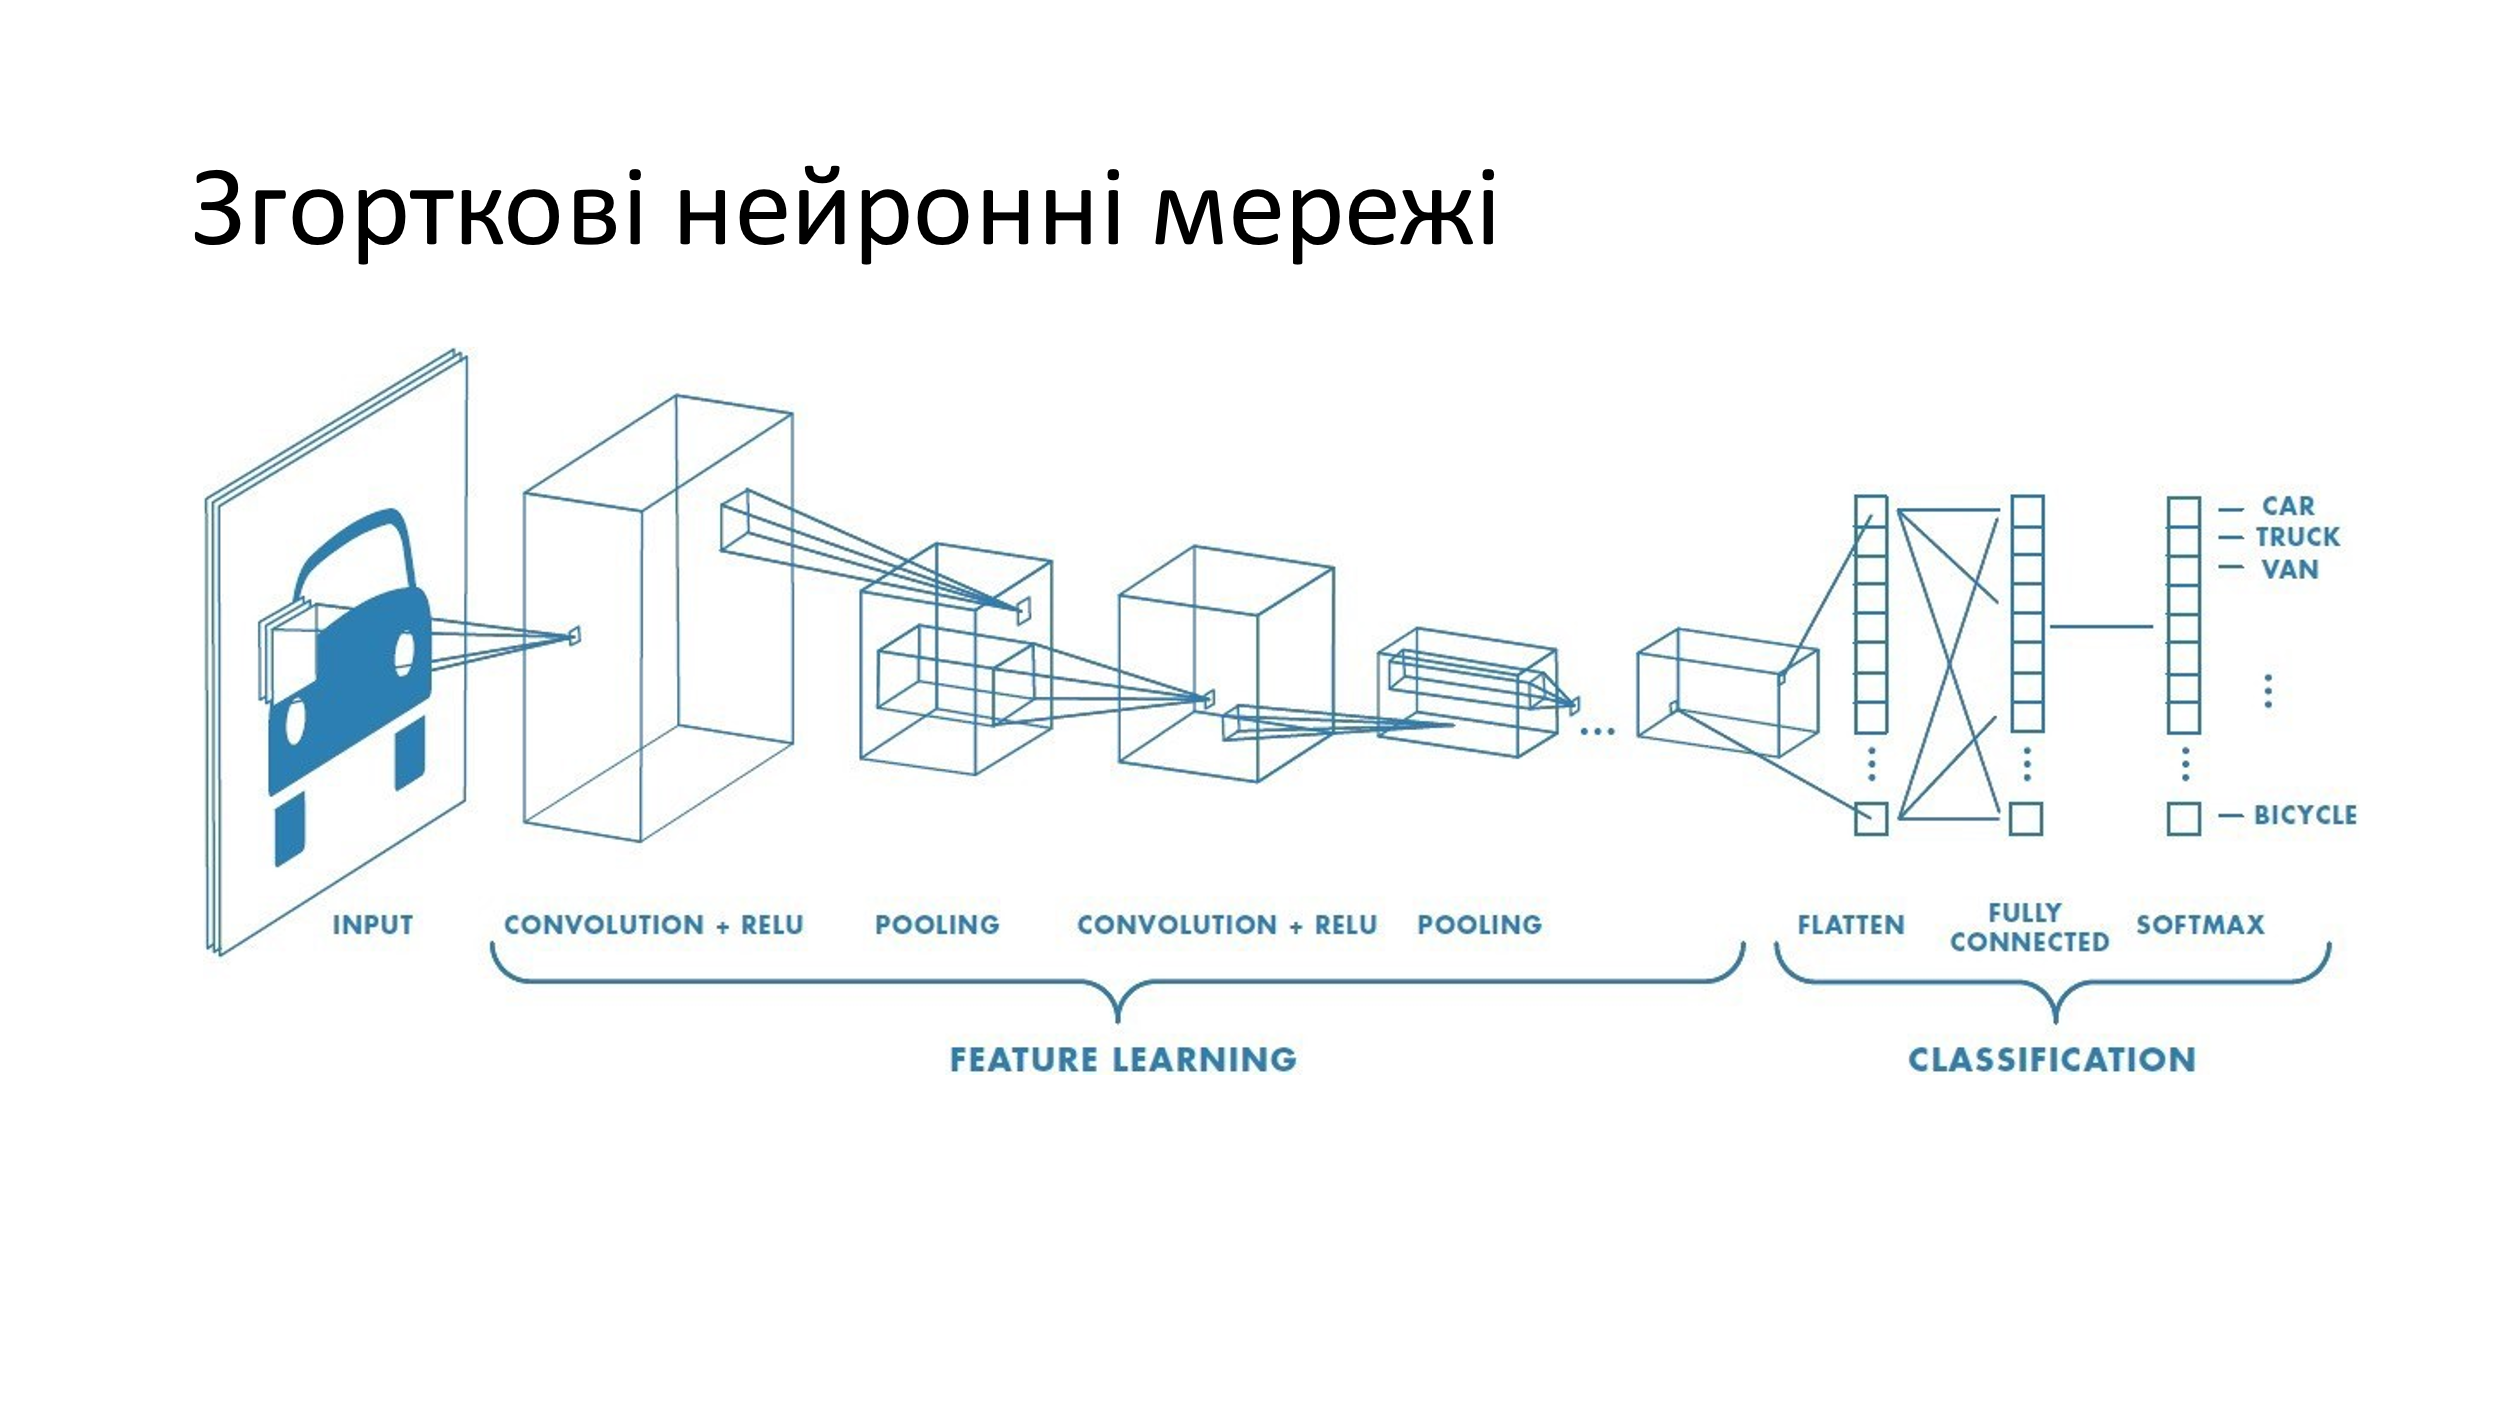 Згорткові нейронні мережі
CAR
TRUCK
VAN
BICYCLE
INPUT
CONVOLUTION + RELU
POOLING
CONVOLUTION + RELU
POOLING
FLATTEN
FULLY
CONNECTED
SOFTMAX
FEATURE LEARNING
CLASSIFICATION